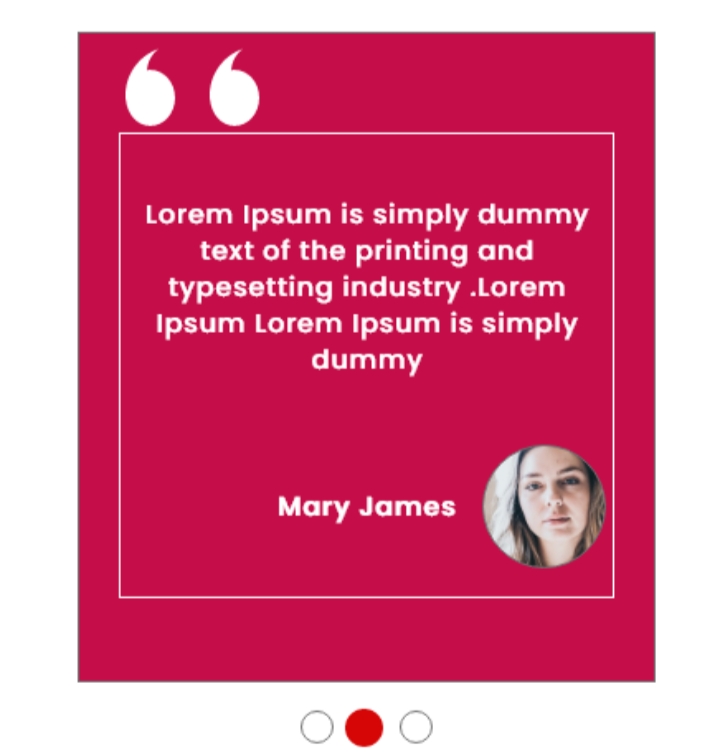 “
Lorem Ipsum is simply dummy
text of the printing and
typesetting industry .Lorem
Ipsum Lorem Ipsum is simply
dummy
Mary James